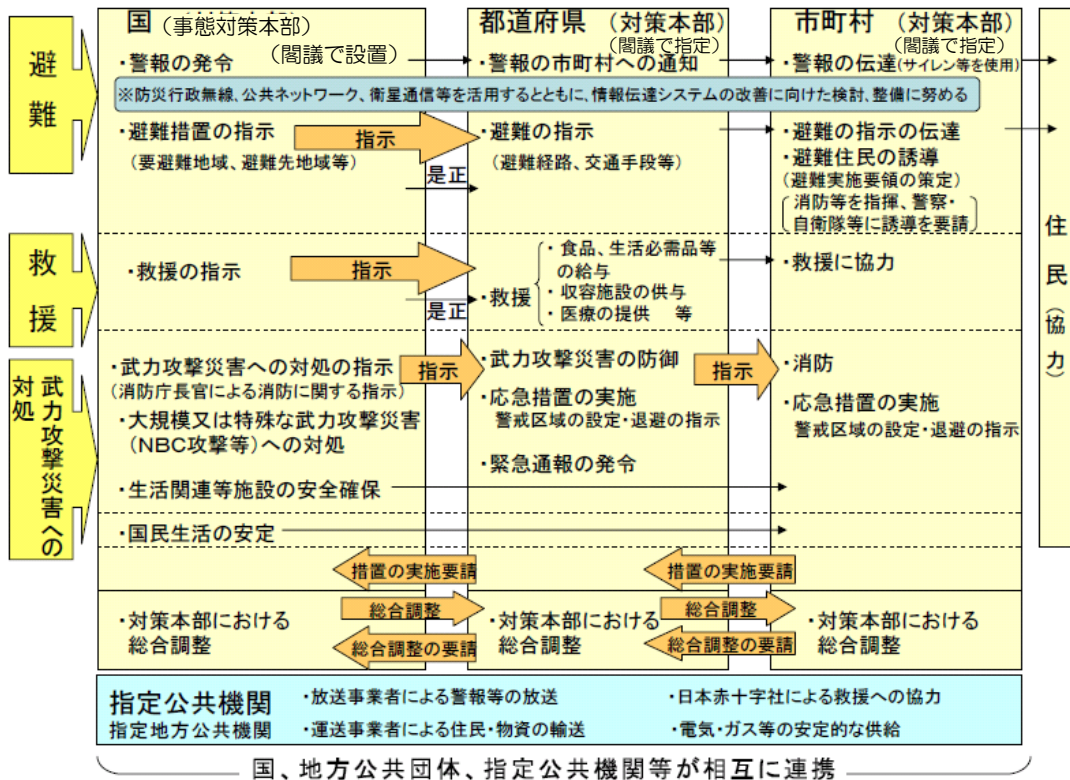 国（事態対策本部）
（閣議で設置）
都道府県（対策本部）
（閣議で指定）
市町村（対策本部）
（閣議で指定）
避難
・警報の発令
・警報の市町村への通知
・警報の伝達（サイレン等を使用）
※防災行政無線、公共ネットワーク、衛星通信等を活用するとともに、情報伝達システムの改善に向けた検討、整備に努める
・避難措置の指示
（要避難地域、避難先地域等）
指示
是正
・避難の指示
（避難経路、交通手段等）
・避難の指示の伝達
・避難住民の誘導
（避難実施要領の策定）
消防等を指揮、警察・
自衛隊等に誘導を要請
救援
・救援の指示
指示
是正
・救援
・食品、生活必需品等
の給与
・収容施設の供与
・医療の提供　等
・救援に協力
武力攻撃災害への
対処
・武力攻撃災害への対処の指示
（消防庁長官による消防に関する指示）
・大規模又は特殊な武力攻撃災害
（NBC攻撃等）への対処
指示
・武力攻撃災害の防御
・応急措置の実施
警戒区域の設定・退避の指示
・緊急通報の発令
指示
・消防
・応急措置の実施
警戒区域の設定・退避の指示
・生活関連等施設の安全確保
・国民生活の安定
措置の実施要請
措置の実施要請
・対策本部における
総合調整
総合調整
総合調整の要請
・対策本部における
総合調整
総合調整
総合調整の要請
・対策本部における
総合調整
住民（協力）
指定公共機関
指定地方公共機関
・放送事業者による警報等の放送
・日本赤十字社による救援への協力
・運送事業者による住民・物資の輸送
・電気・ガス等の安定的な供給
国、地方公共団体、指定公共機関等が相互に連携